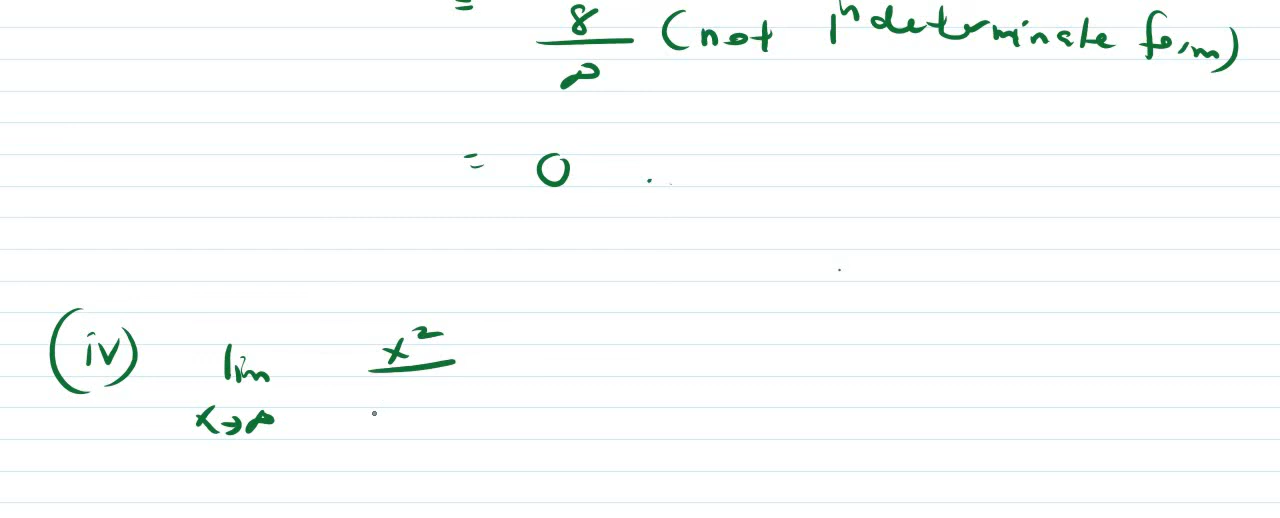 =
8
— (not indeterminate form)
∞
= 0 .
(iv) lim x²
x→∞ —